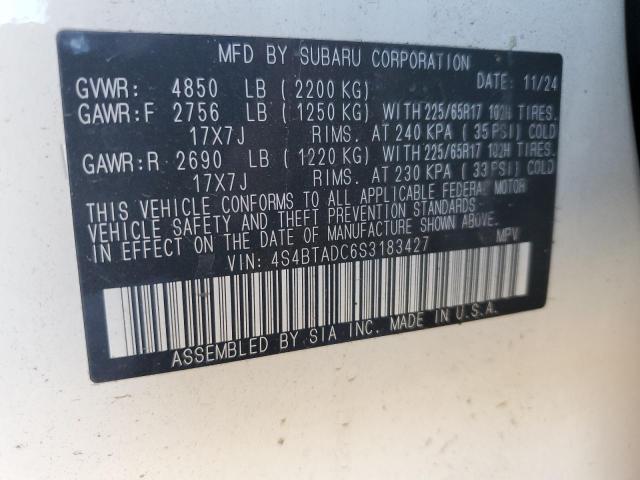 MFD BY SUBARU CORPORATION
GVWR: 4850 LB (2200 KG) DATE: 11/24
GAWR:F 2756 LB (1250 KG) WITH 225/65R17 102H TIRES.
17X7J RIMS. AT 240 KPA (35 PSI) COLD
GAWR:R 2690 LB (1220 KG) WITH 225/65R17 102H TIRES.
17X7J RIMS. AT 230 KPA (33 PSI) COLD
THIS VEHICLE CONFORMS TO ALL APPLICABLE FEDERAL MOTOR
VEHICLE SAFETY AND THEFT PREVENTION STANDARDS
IN EFFECT ON THE DATE OF MANUFACTURE SHOWN ABOVE.
VIN: 4S4BTADC6S3183427 MPV
ASSEMBLED BY SIA INC. MADE IN U.S.A.